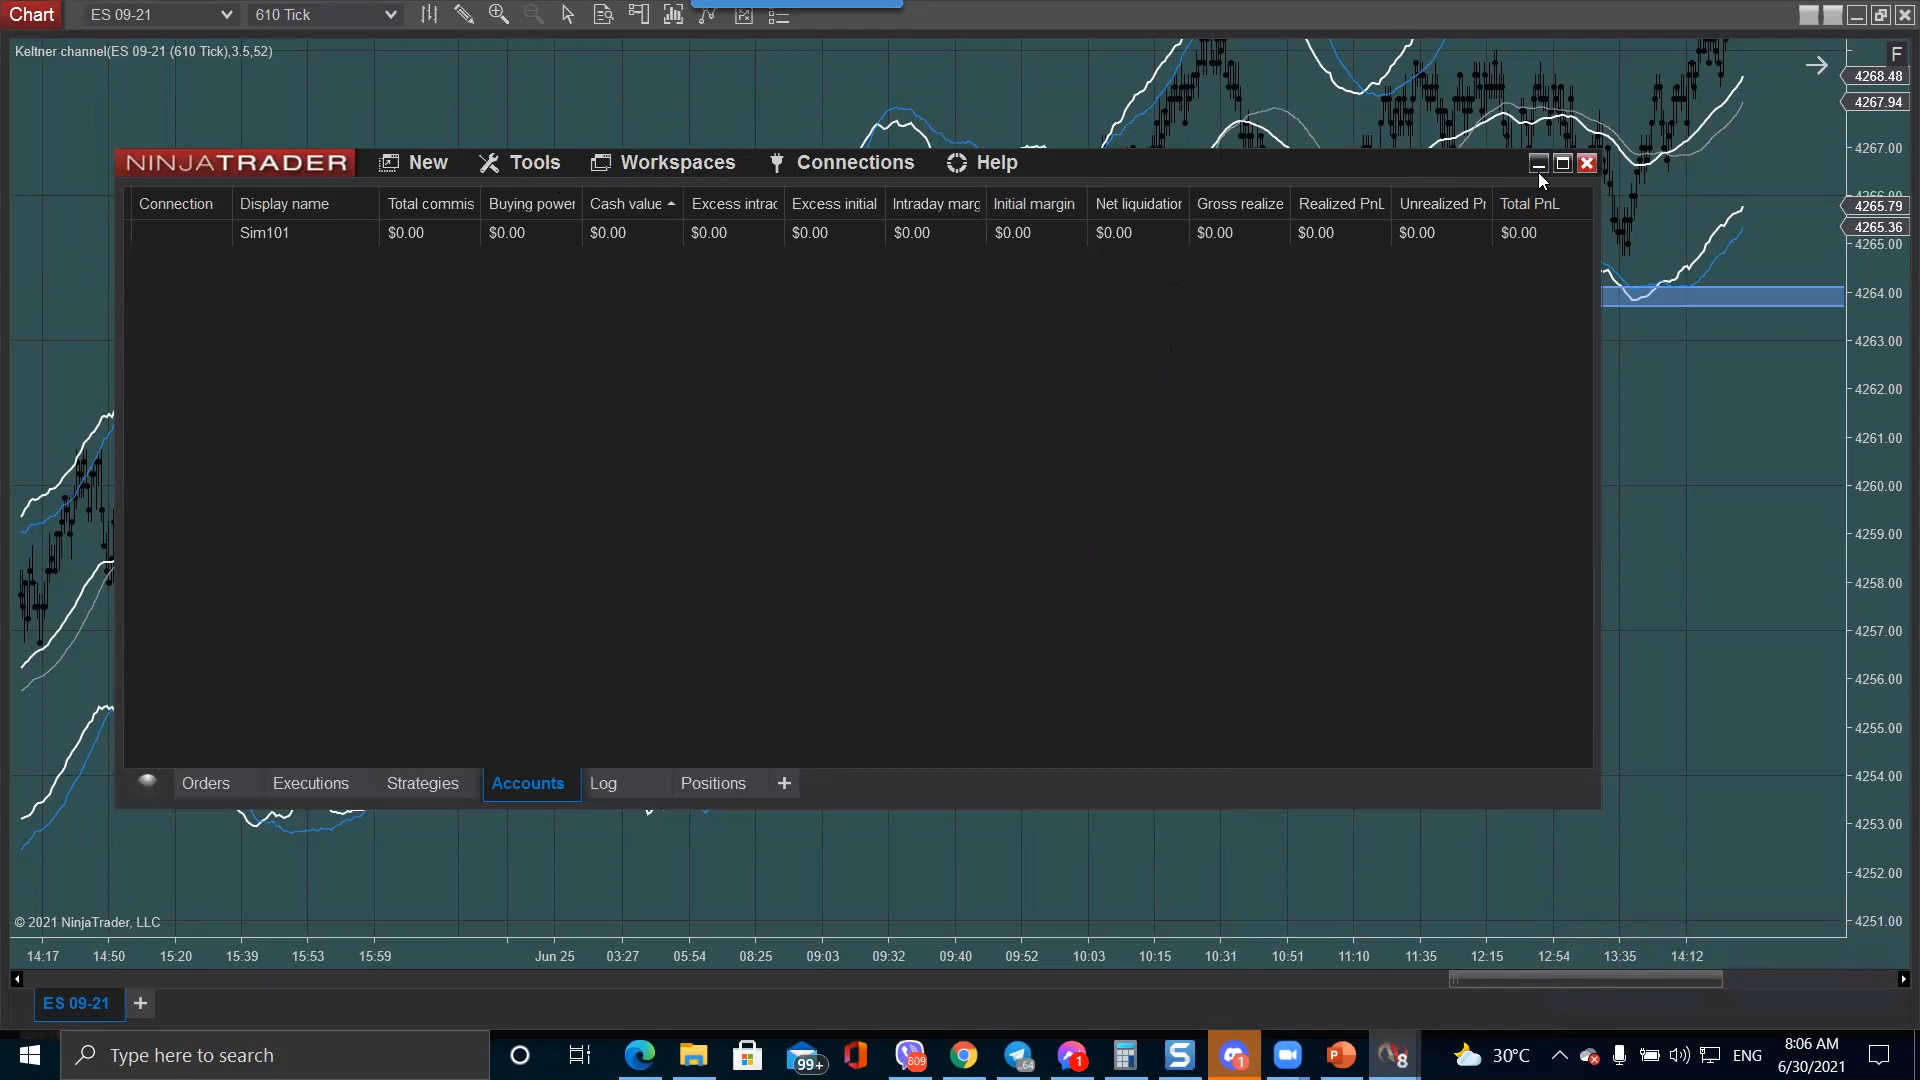 Chart
ES 09-21
610 Tick
Keltner channel(ES 09-21 (610 Tick),3.5,52)
F
4268.48
4267.94
4267.00
4266.00
4265.79
4265.36
4265.00
4264.00
4263.00
4262.00
4261.00
4260.00
4259.00
4258.00
4257.00
4256.00
4255.00
4254.00
4253.00
4252.00
4251.00
NINJATRADER
New
Tools
Workspaces
Connections
Help
Connection
Display name
Total commis
Buying power
Cash value
Excess intrac
Excess initial
Intraday marg
Initial margin
Net liquidation
Gross realize
Realized PnL
Unrealized Pr
Total PnL
Sim101
$0.00
$0.00
$0.00
$0.00
$0.00
$0.00
$0.00
$0.00
$0.00
$0.00
$0.00
$0.00
Orders
Executions
Strategies
Accounts
Log
Positions
+
© 2021 NinjaTrader, LLC
14:17
14:50
15:20
15:39
15:53
15:59
Jun 25
03:27
05:54
08:25
09:03
09:32
09:40
09:52
10:03
10:15
10:31
10:51
11:10
11:35
12:15
12:54
13:35
14:12
ES 09-21
+
Type here to search
99+
809
64
1
1
8
30°C
ENG
8:06 AM
6/30/2021